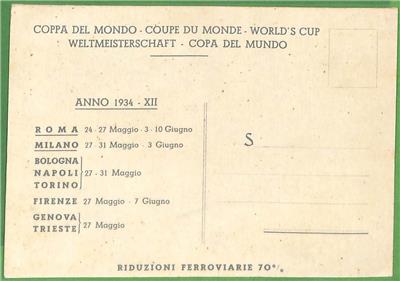 COPPA DEL MONDO - COUPE DU MONDE - WORLD'S CUP
WELTMEISTERSCHAFT - COPA DEL MUNDO
ANNO 1934 - XII
ROMA 24 - 27 Maggio - 3 - 10 Giugno
MILANO 27 - 31 Maggio - 3 Giugno
BOLOGNA
NAPOLI 27 - 31 Maggio
TORINO
FIRENZE 27 Maggio - 7 Giugno
GENOVA
TRIESTE 27 Maggio
S
RIDUZIONI FERROVIARIE 70%